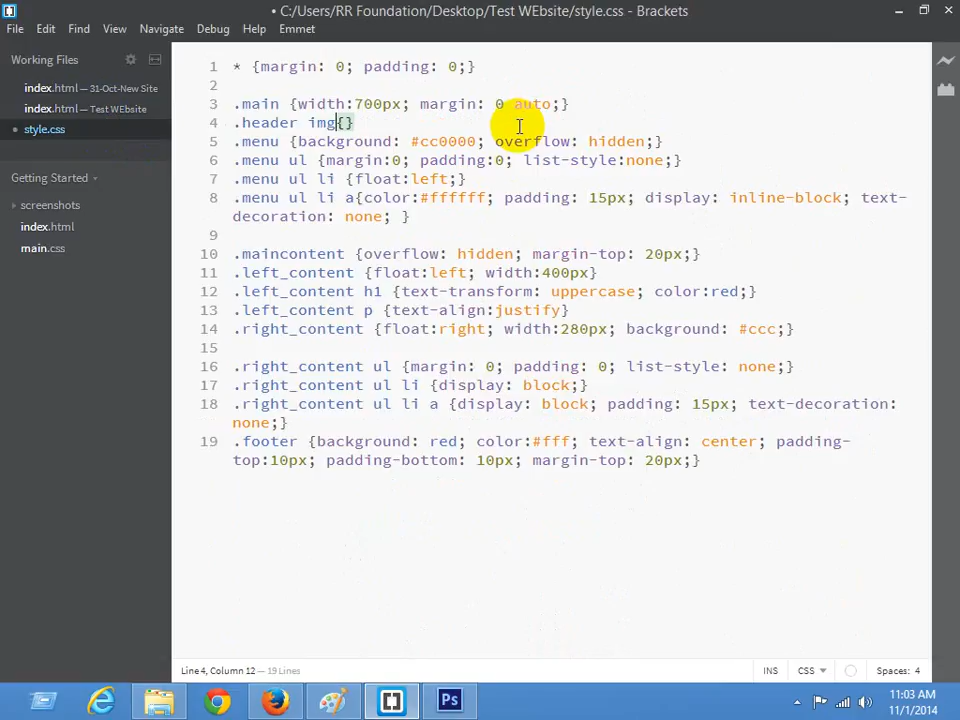 • C:/Users/RR Foundation/Desktop/Test WEbsite/style.css - Brackets
File Edit Find View Navigate Debug Help Emmet
Working Files
index.html — 31-Oct-New Site
index.html — Test WEbsite
style.css
Getting Started
screenshots
index.html
main.css
1 * {margin: 0; padding: 0;}
2
3 .main {width:700px; margin: 0 auto;}
4 .header img{}
5 .menu {background: #cc0000; overflow: hidden;}
6 .menu ul {margin:0; padding:0; list-style:none;}
7 .menu ul li {float:left;}
8 .menu ul li a{color:#ffffff; padding: 15px; display: inline-block; text-
decoration: none; }
9
10 .maincontent {overflow: hidden; margin-top: 20px;}
11 .left_content {float:left; width:400px}
12 .left_content h1 {text-transform: uppercase; color:red;}
13 .left_content p {text-align:justify}
14 .right_content {float:right; width:280px; background: #ccc;}
15
16 .right_content ul {margin: 0; padding: 0; list-style: none;}
17 .right_content ul li {display: block;}
18 .right_content ul li a {display: block; padding: 15px; text-decoration:
none;}
19 .footer {background: red; color:#fff; text-align: center; padding-
top:10px; padding-bottom: 10px; margin-top: 20px;}
Line 4, Column 12 — 19 Lines
INS CSS Spaces: 4
Ps
11:03 AM
11/1/2014